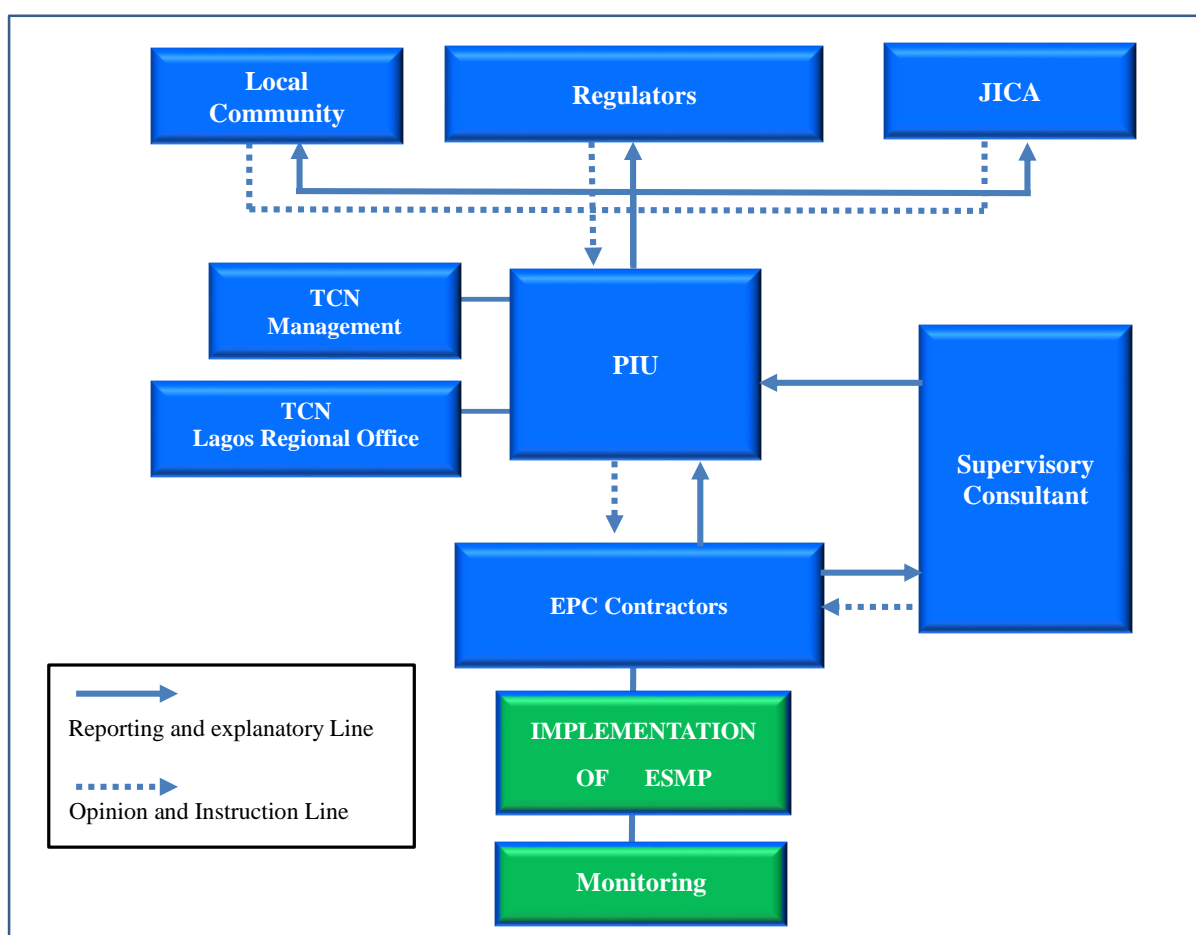 Local
Community
Regulators
JICA
TCN
Management
PIU
TCN
Lagos Regional Office
Supervisory
Consultant
EPC Contractors
Reporting and explanatory Line
Opinion and Instruction Line
IMPLEMENTATION
OF ESMP
Monitoring